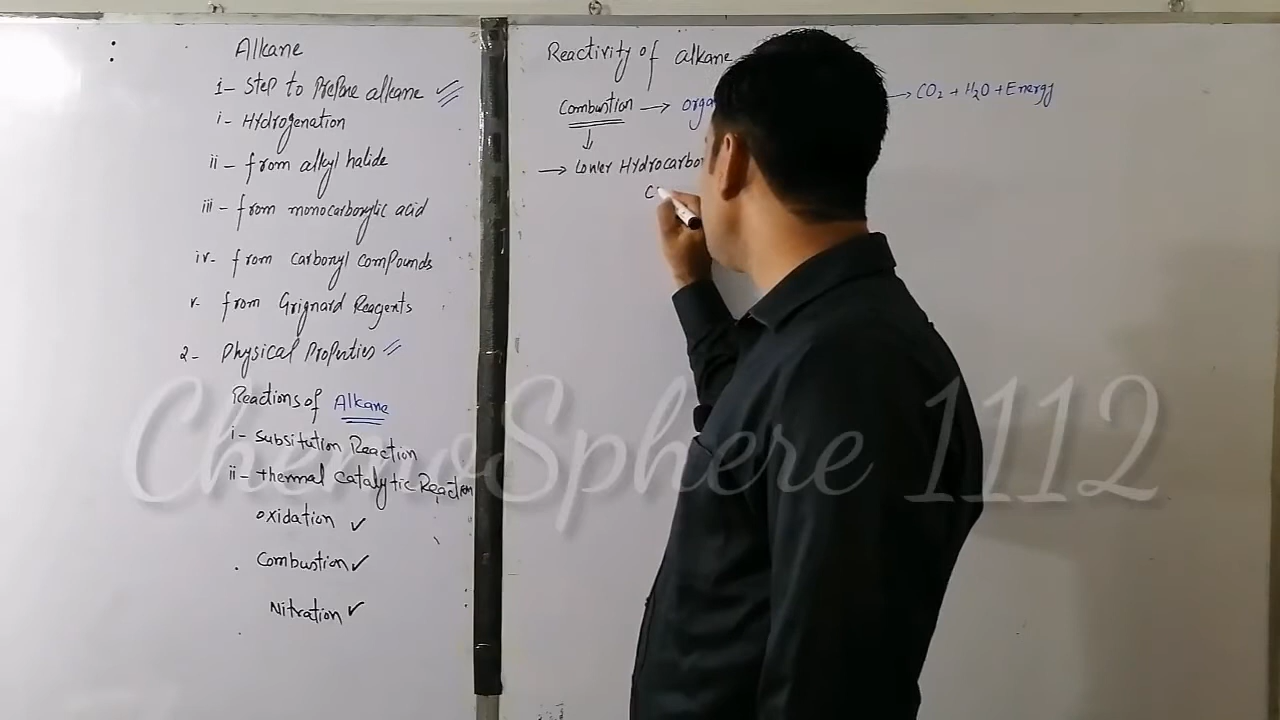 Alkane
1- Step to Prepare alkane
i- Hydrogenation
ii- from alkyl halide
iii- from monocarboxylic acid
iv- from Carbonyl Compounds
v- from Grignard Reagents
2- Physical Properties
Reactions of Alkane
i- Subsitution Reaction
ii- thermal Catalytic Reaction
oxidation ✓
Combustion ✓
Nitration ✓
Reactivity of alkane
Combustion → orga → CO₂ + H₂O + Energy
↓
→ Lower Hydrocarbo
C
ChemoSphere 1112